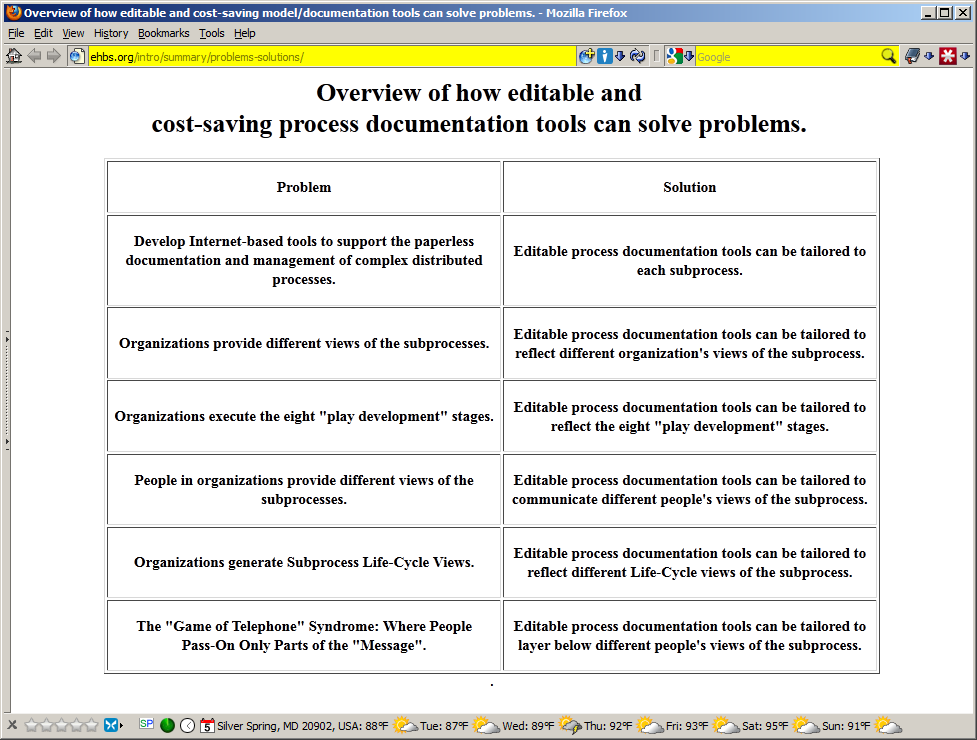 Overview of how editable and cost-saving model/documentation tools can solve problems. - Mozilla Firefox
File Edit View History Bookmarks Tools Help
ehbs.org/intro/summary/problems-solutions/
Google
Overview of how editable and
cost-saving process documentation tools can solve problems.
Problem
Solution
Develop Internet-based tools to support the paperless
documentation and management of complex distributed
processes.
Editable process documentation tools can be tailored to
each subprocess.
Organizations provide different views of the subprocesses.
Editable process documentation tools can be tailored to
reflect different organization's views of the subprocess.
Organizations execute the eight "play development" stages.
Editable process documentation tools can be tailored to
reflect the eight "play development" stages.
People in organizations provide different views of the
subprocesses.
Editable process documentation tools can be tailored to
communicate different people's views of the subprocess.
Organizations generate Subprocess Life-Cycle Views.
Editable process documentation tools can be tailored to
reflect different Life-Cycle views of the subprocess.
The "Game of Telephone" Syndrome: Where People
Pass-On Only Parts of the "Message".
Editable process documentation tools can be tailored to
layer below different people's views of the subprocess.
.
SP 5 Silver Spring, MD 20902, USA: 88°F Tue: 87°F Wed: 89°F Thu: 92°F Fri: 93°F Sat: 95°F Sun: 91°F